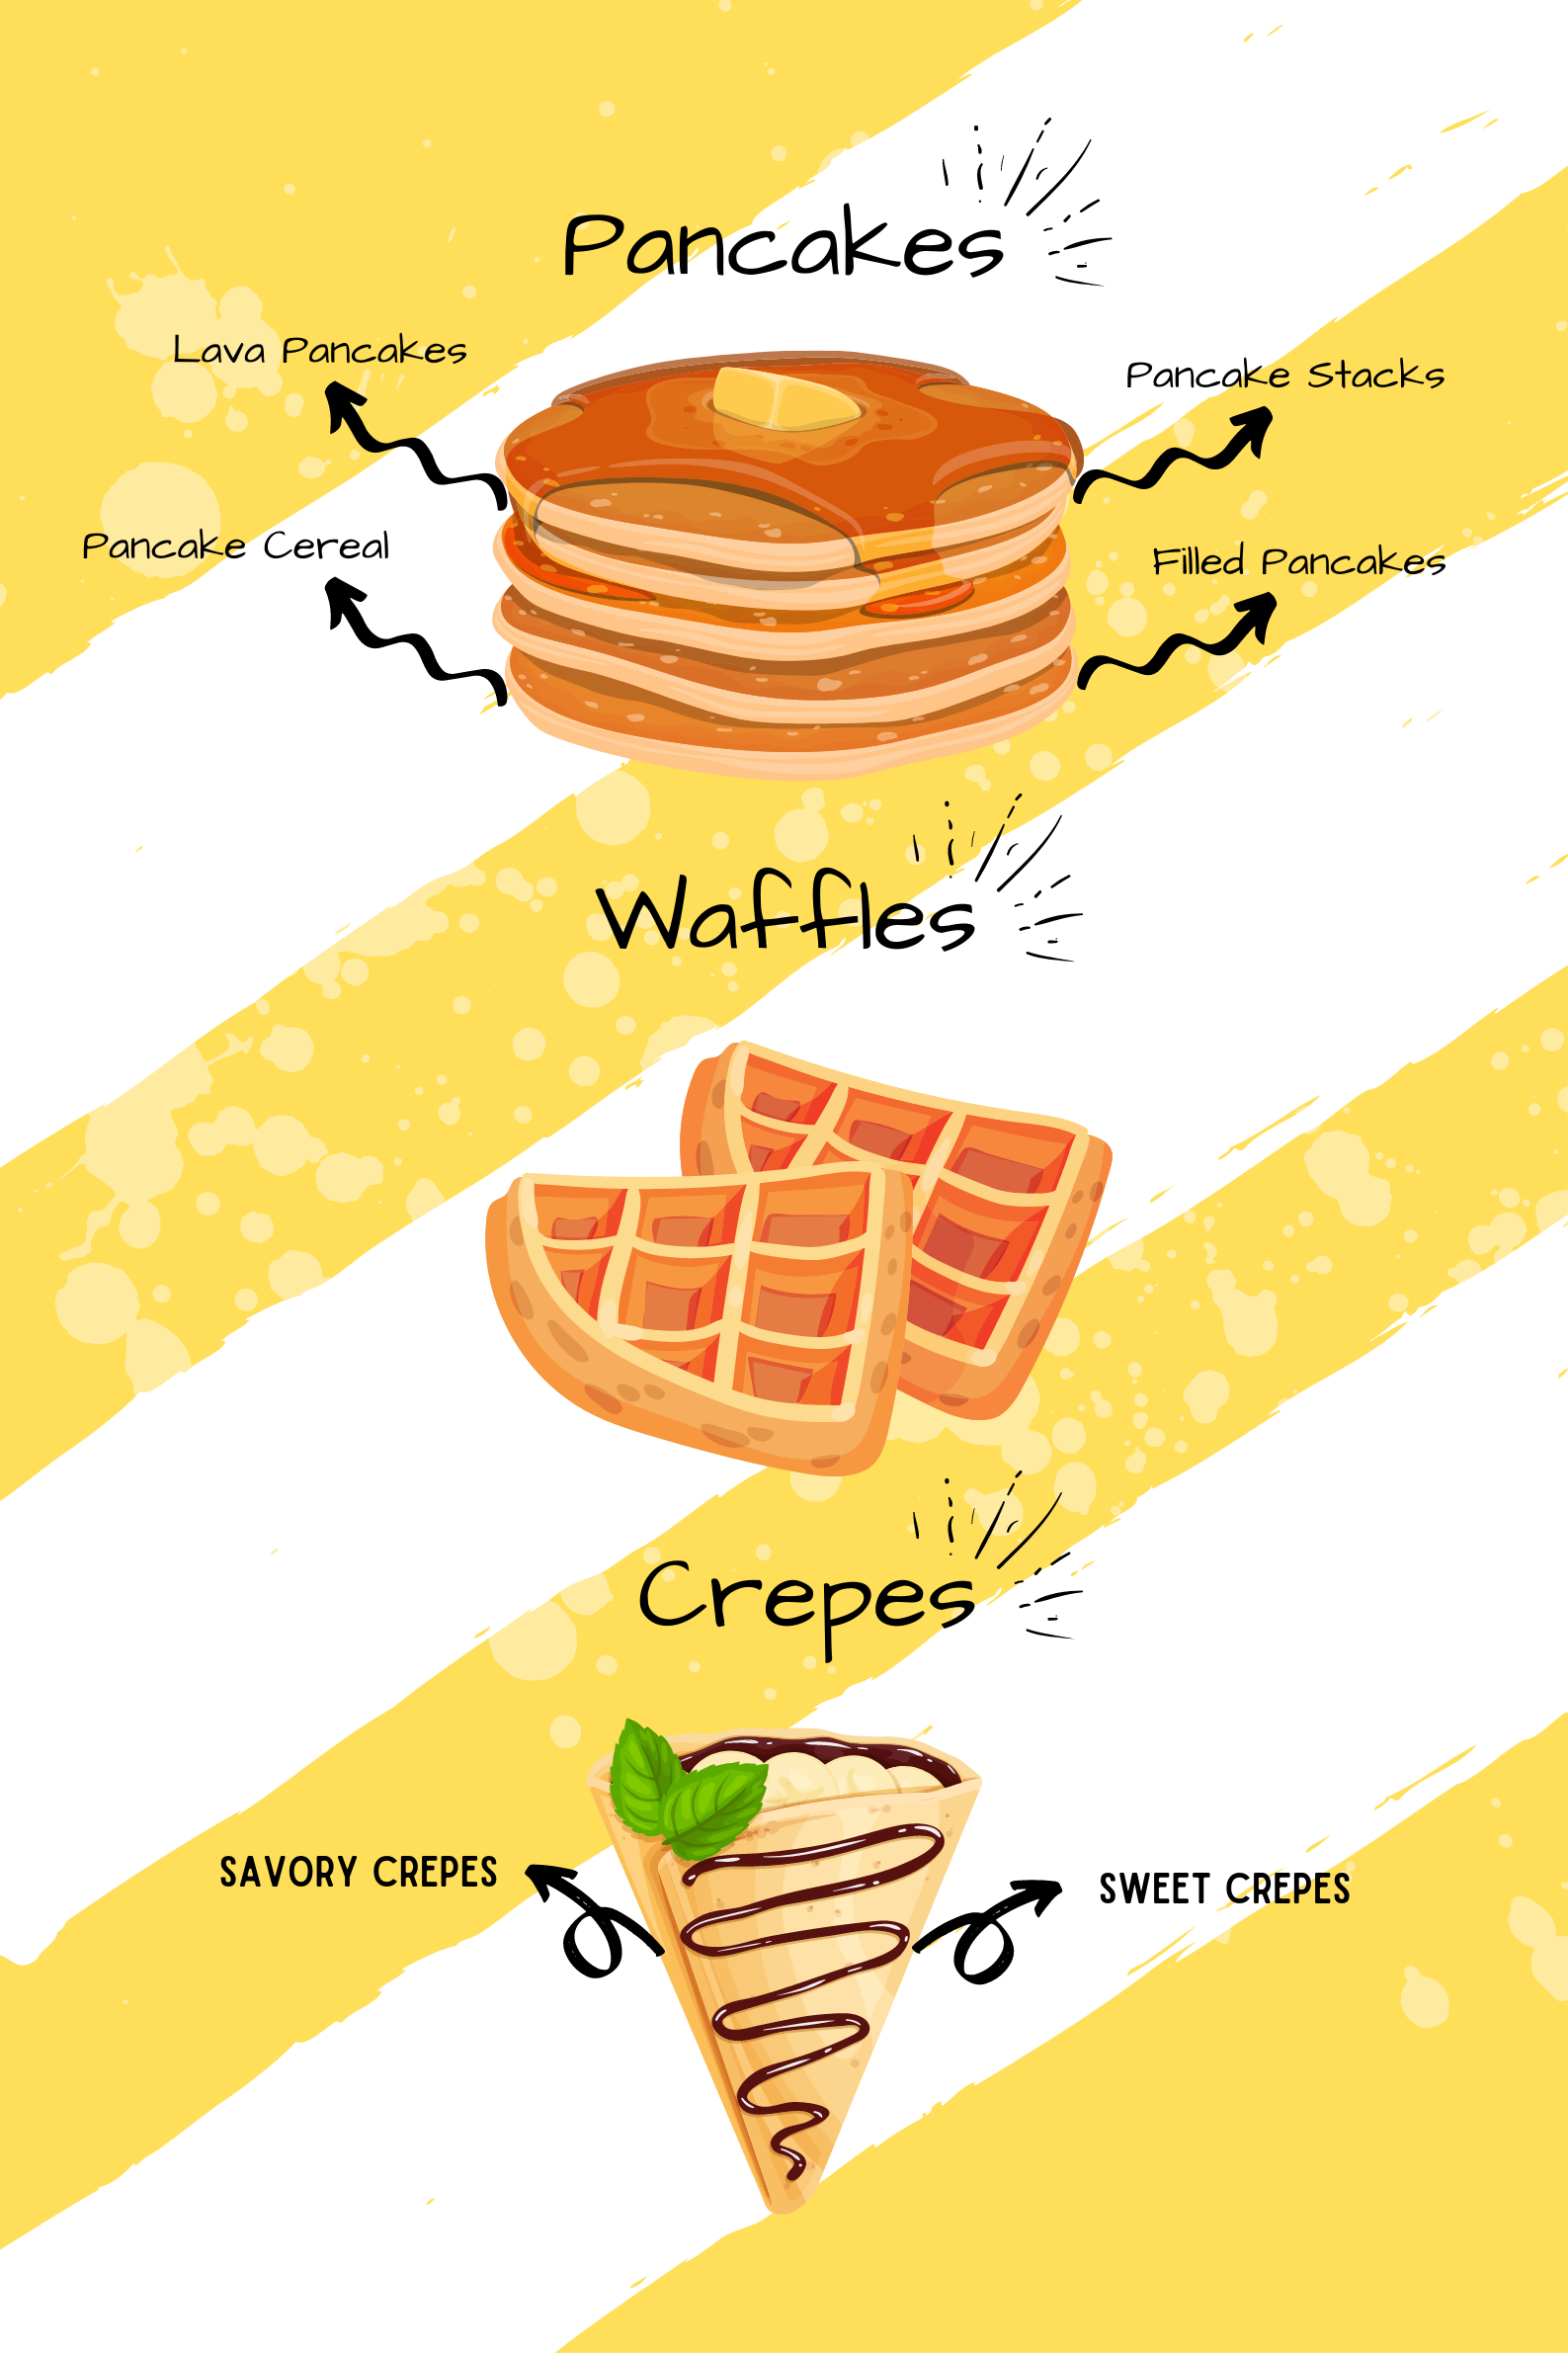 Pancakes
Lava Pancakes
Pancake Stacks
Pancake Cereal
Filled Pancakes
Waffles
Crepes
SAVORY CREPES
SWEET CREPES